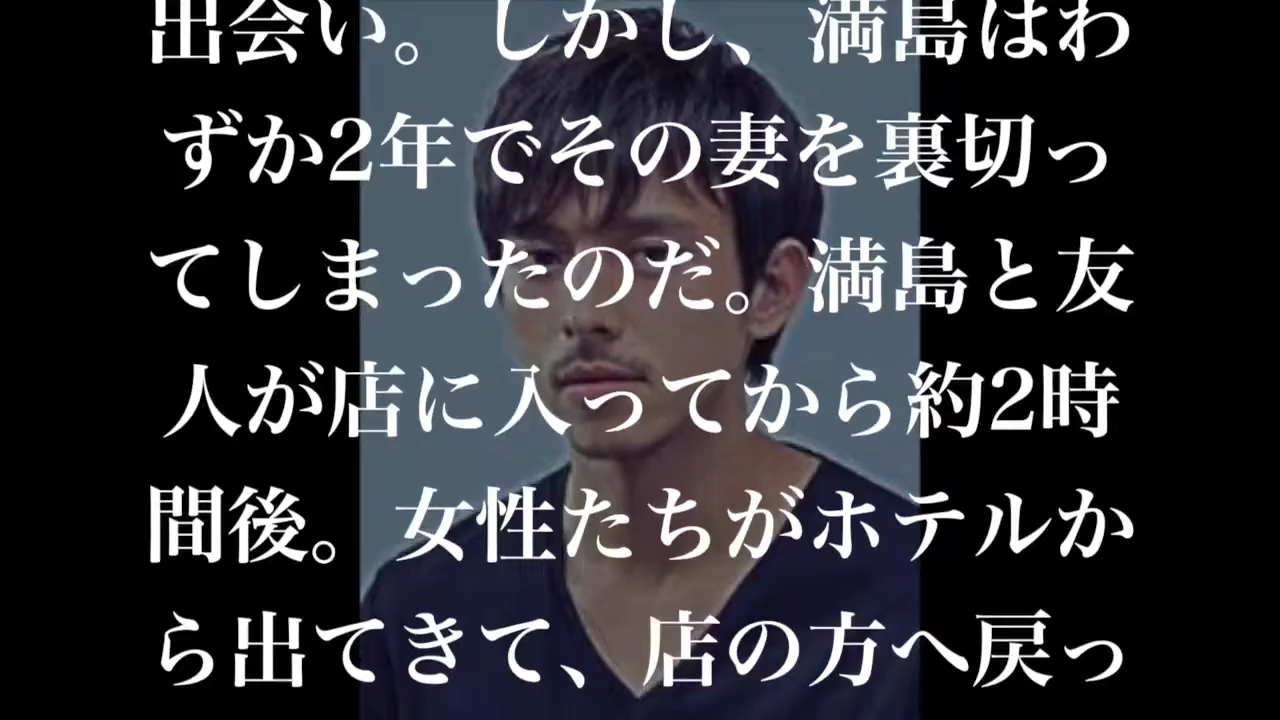 出会い。しかし、満島はわ
ずか2年でその妻を裏切っ
てしまったのだ。満島と友
人が店に入ってから約2時
間後。女性たちがホテルか
ら出てきて、店の方へ戻っ